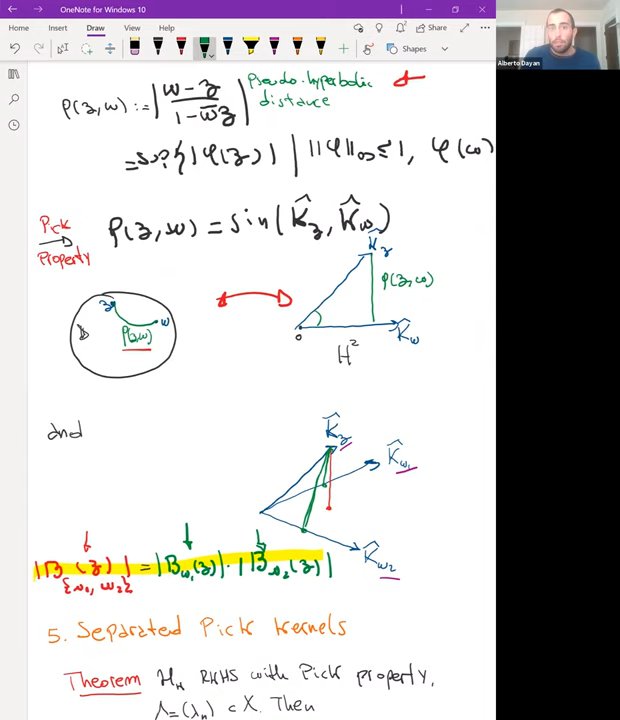 OneNote for Windows 10
Home
Insert
Draw
View
Help
Shapes
Alberto Dayan
ρ(z, w) := | (w - z) / (1 - w̄z) | Pseudo-hyperbolic distance
= sup{ |φ(z)| | ||φ||∞ ≤ 1, φ(w)
Pick Property
ρ(z, w) = sin(K̂z, K̂w)
K̂z
z
w
ρ(z,w)
ρ(z,w)
D
0
K̂w
H²
and
K̂z
K̂w₁
K̂w₂
|B{w₁, w₂}(z)| = |Bw₁(z)| · |Bw₂(z)|
5. Separated Pick kernels
Theorem Hk RKHS with Pick property,
Λ=(λn) ⊂ X. Then